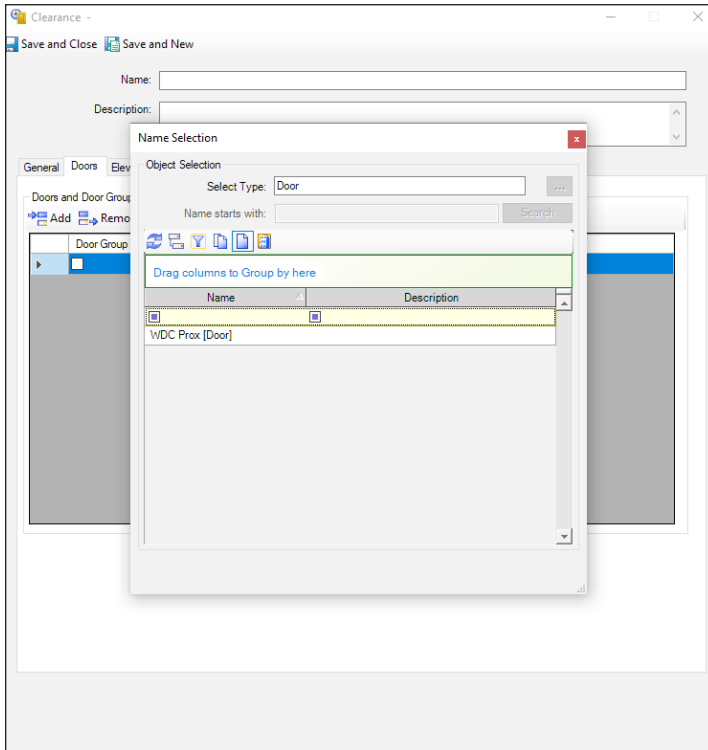 Clearance -
Save and Close Save and New
Name:
Description:
Name Selection
General Doors Elev
Object Selection
Select Type: Door ...
Doors and Door Group
Name starts with: Search
Add Remo
Door Group
Drag columns to Group by here
Name Description
WDC Prox [Door]